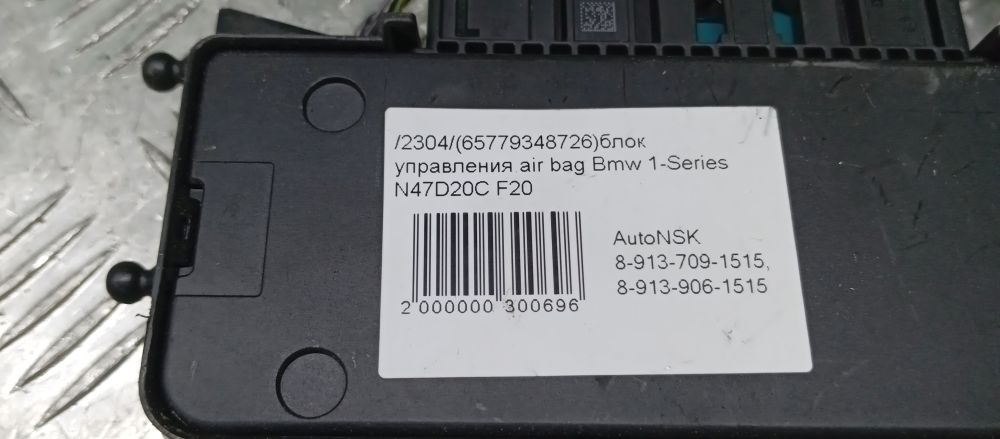 /2304/(65779348726)блок
управления air bag Bmw 1-Series
N47D20C F20
AutoNSK
8-913-709-1515,
8-913-906-1515
2 000000 300696